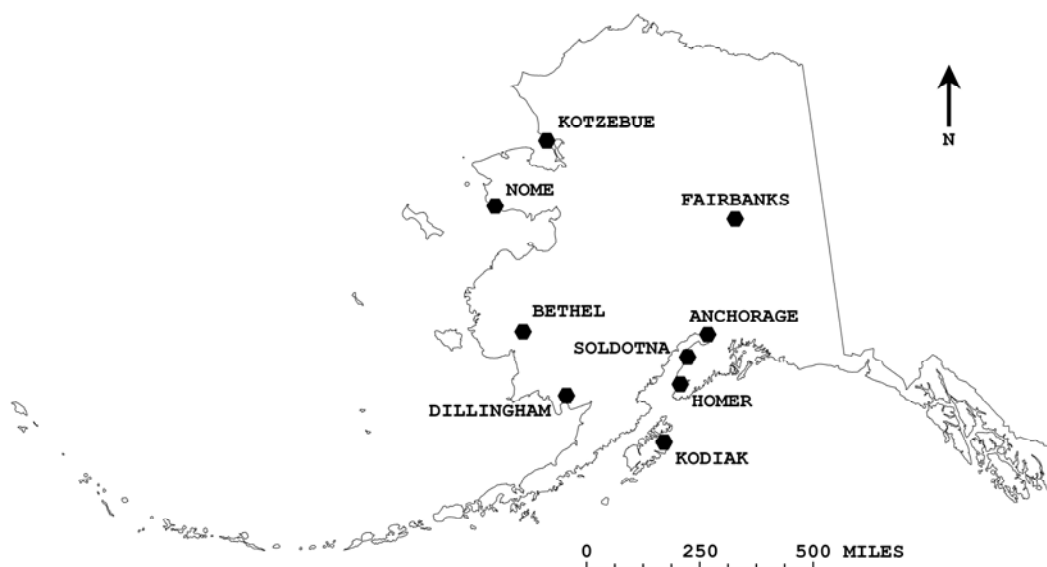 KOTZEBUE
N
NOME
FAIRBANKS
BETHEL
ANCHORAGE
SOLDOTNA
HOMER
DILLINGHAM
KODIAK
0 250 500 MILES